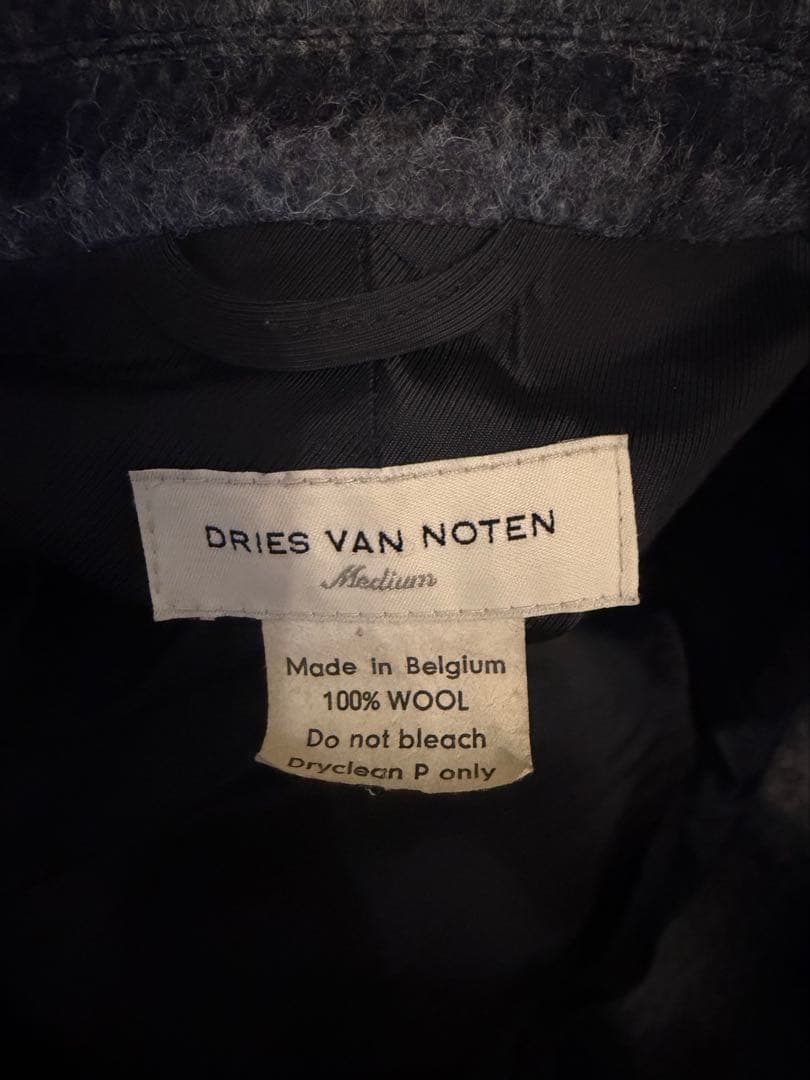 DRIES VAN NOTEN
Medium
Made in Belgium
100% WOOL
Do not bleach
Dryclean P only